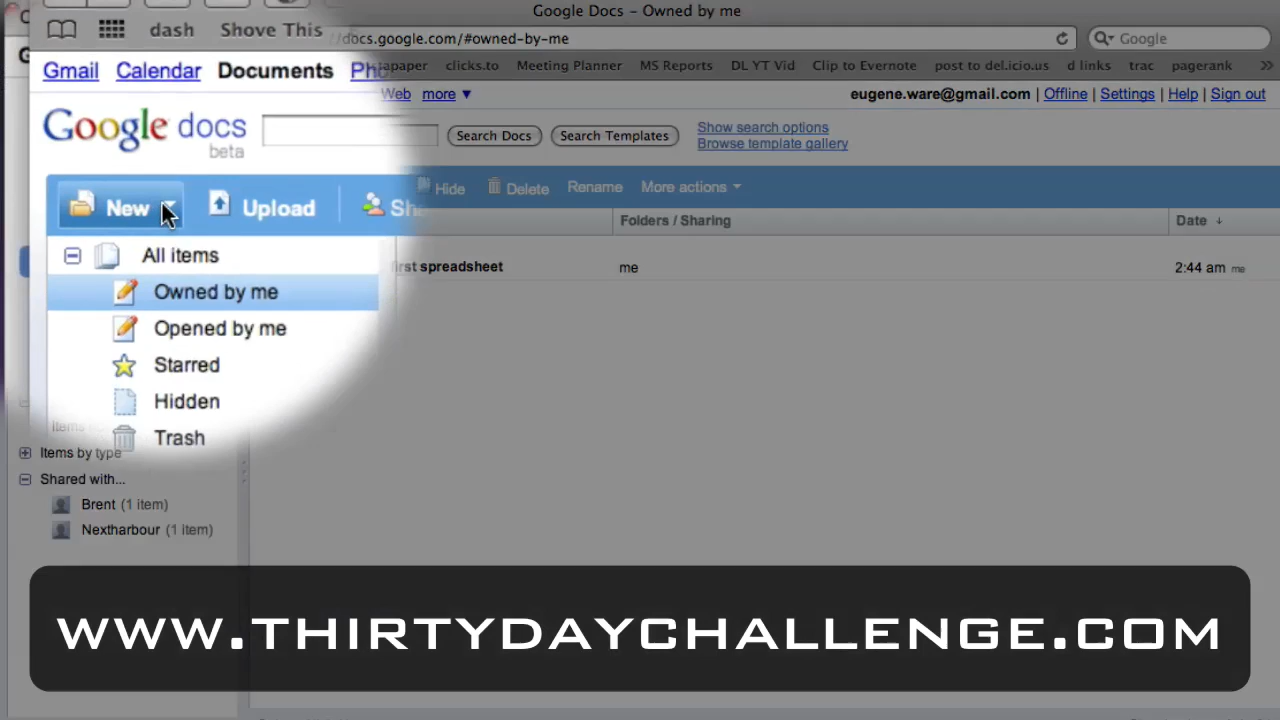 Google Docs – Owned by me
dash Shove This
docs.google.com/#owned-by-me
Google
clicks.to Meeting Planner MS Reports DL YT Vid Clip to Evernote post to del.icio.us d links trac pagerank
Gmail Calendar Documents
Web more ▼
eugene.ware@gmail.com | Offline | Settings | Help | Sign out
Google docs
beta
Search Docs Search Templates
Show search options
Browse template gallery
New Upload
Hide Delete Rename More actions
Folders / Sharing Date ↓
All items
first spreadsheet me 2:44 am me
Owned by me
Opened by me
Starred
Hidden
Trash
Items by type
Shared with...
Brent (1 item)
Nextharbour (1 item)
WWW.THIRTYDAYCHALLENGE.COM